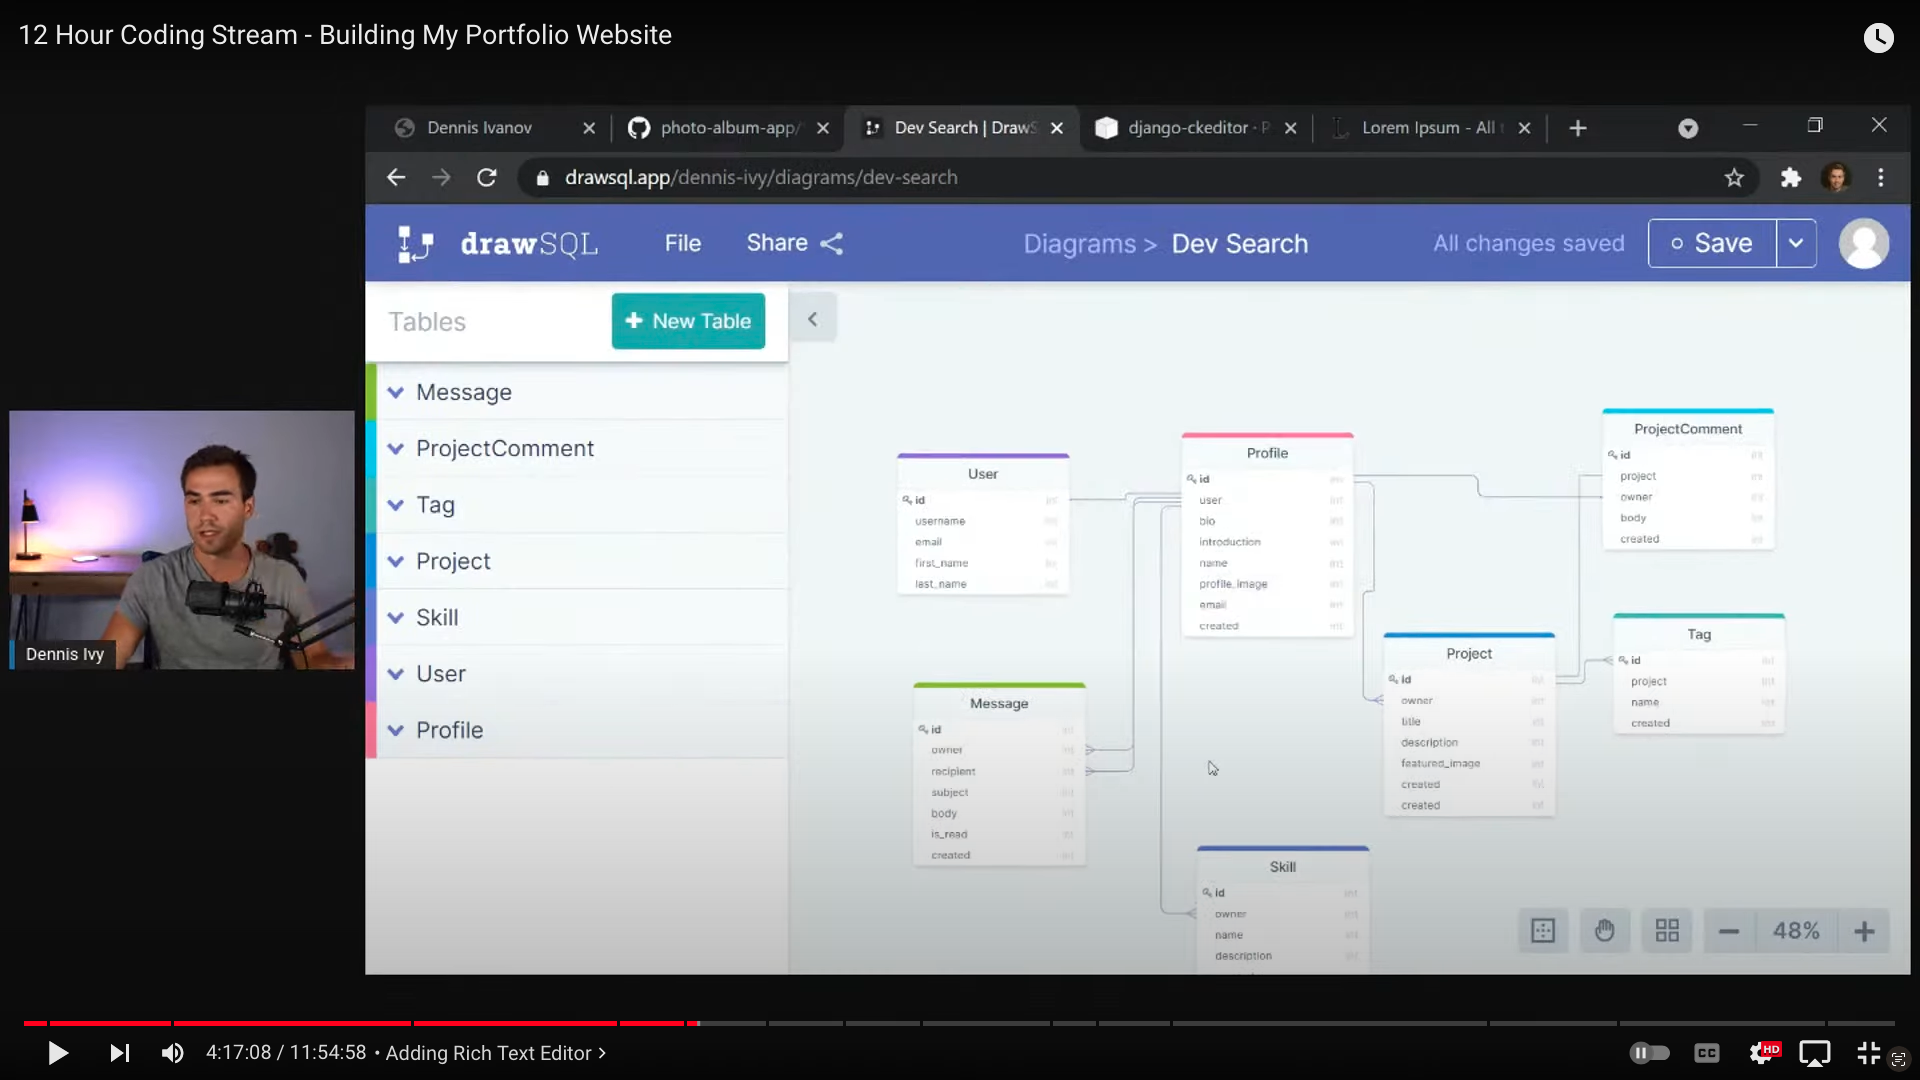 12 Hour Coding Stream - Building My Portfolio Website
Dennis Ivanov
photo-album-app/
Dev Search | DrawS
django-ckeditor · P
Lorem Ipsum - All t
drawsql.app/dennis-ivy/diagrams/dev-search
drawSQL
File
Share
Diagrams > Dev Search
All changes saved
Save
Tables
+ New Table
Message
ProjectComment
Tag
Project
Skill
User
Profile
User
id
username
email
first_name
last_name
Profile
id
user
bio
introduction
name
profile_image
email
created
ProjectComment
id
project
owner
body
created
Message
id
owner
recipient
subject
body
is_read
created
Project
id
owner
title
description
featured_image
created
created
Tag
id
project
name
created
Skill
id
owner
name
description
48%
Dennis Ivy
4:17:08 / 11:54:58 • Adding Rich Text Editor >
CC
HD